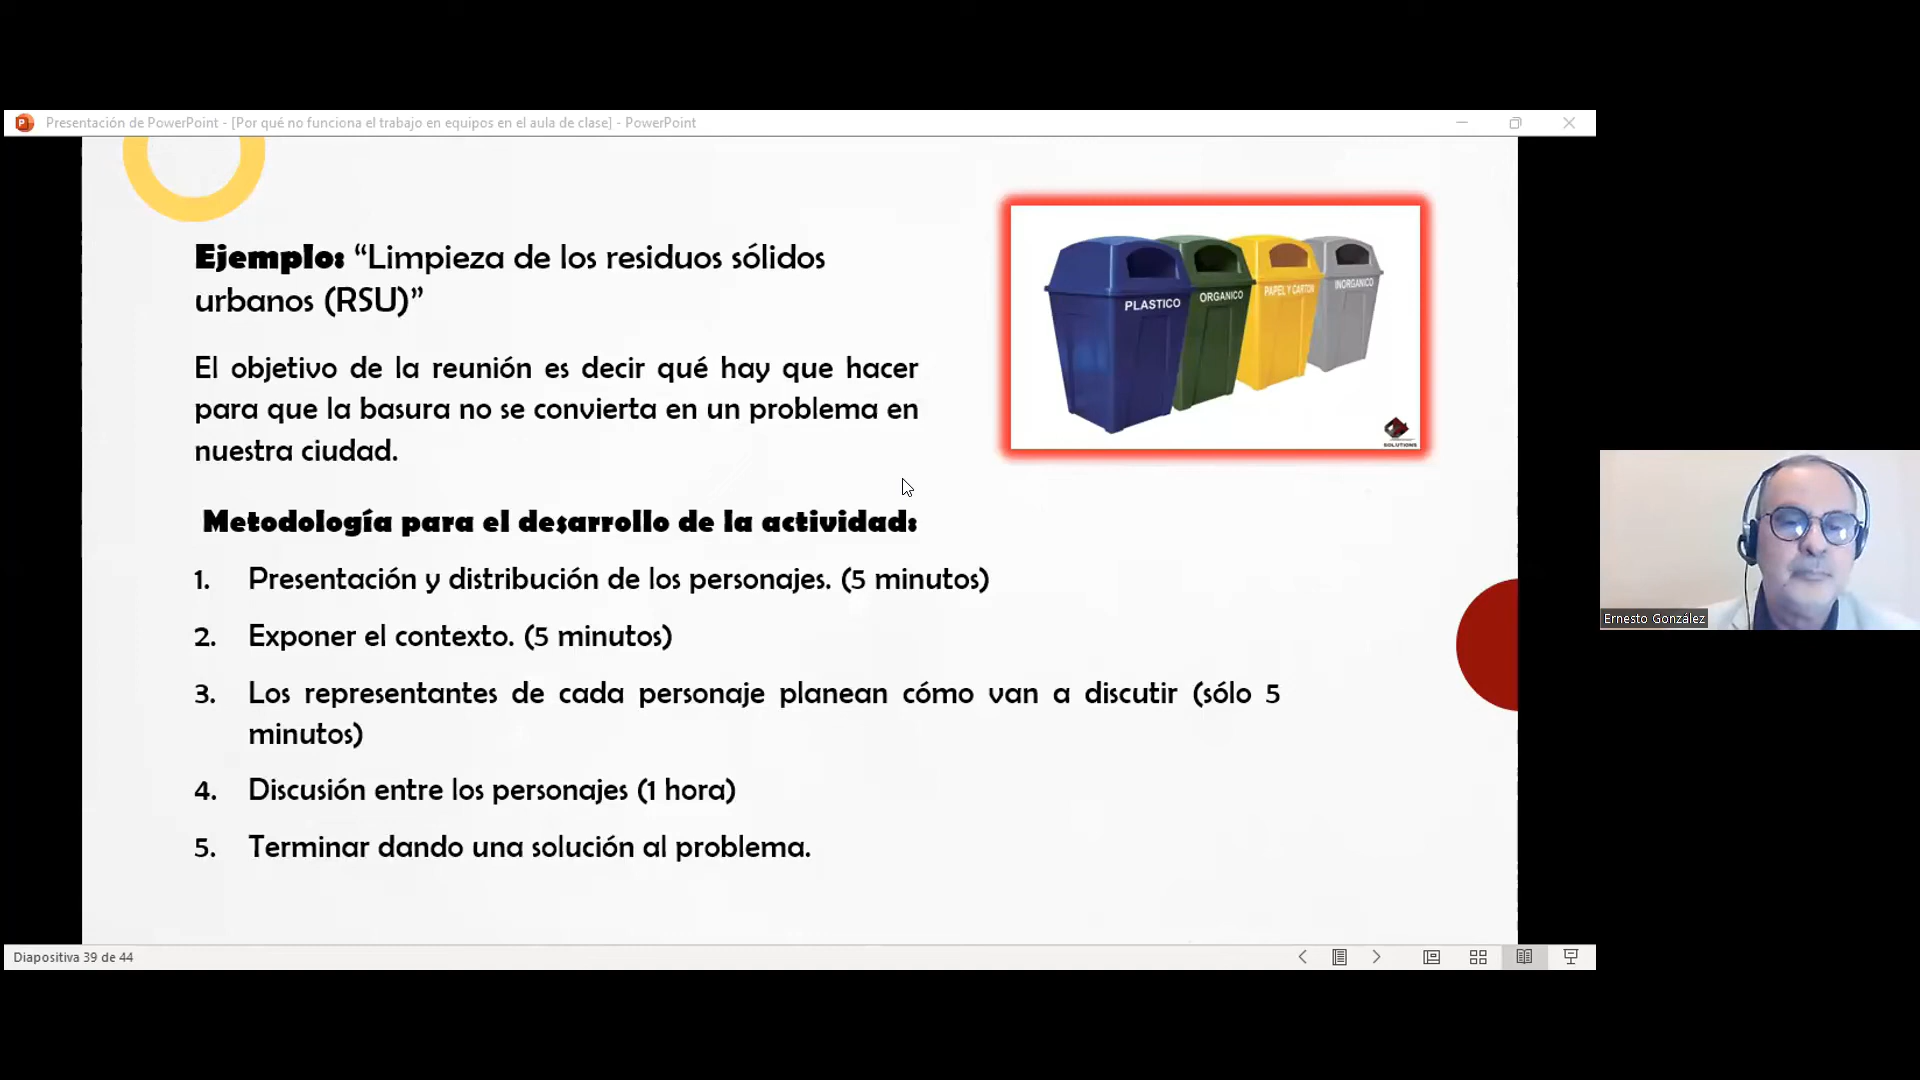 Presentación de PowerPoint - [Por qué no funciona el trabajo en equipos en el aula de clase] - PowerPoint
Ejemplo: “Limpieza de los residuos sólidos
urbanos (RSU)”
El objetivo de la reunión es decir qué hay que hacer
para que la basura no se convierta en un problema en
nuestra ciudad.
PLASTICO
ORGANICO
PAPEL Y CARTON
INORGANICO
SOLUTIONS
Metodología para el desarrollo de la actividad:
1. Presentación y distribución de los personajes. (5 minutos)
2. Exponer el contexto. (5 minutos)
3. Los representantes de cada personaje planean cómo van a discutir (sólo 5
minutos)
4. Discusión entre los personajes (1 hora)
5. Terminar dando una solución al problema.
Ernesto González
Diapositiva 39 de 44